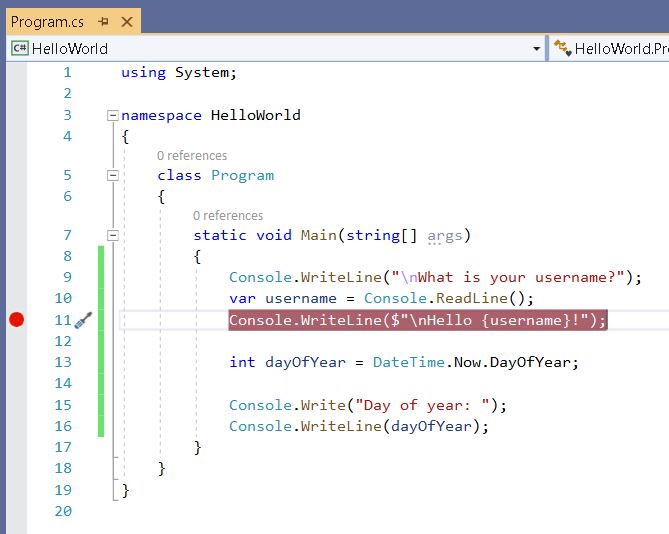 Program.cs
C# HelloWorld HelloWorld.Pr
1 using System;
2
3 namespace HelloWorld
4 {
0 references
5 class Program
6 {
0 references
7 static void Main(string[] args)
8 {
9 Console.WriteLine("\nWhat is your username?");
10 var username = Console.ReadLine();
11 Console.WriteLine($"\nHello {username}!");
12
13 int dayOfYear = DateTime.Now.DayOfYear;
14
15 Console.Write("Day of year: ");
16 Console.WriteLine(dayOfYear);
17 }
18 }
19 }
20